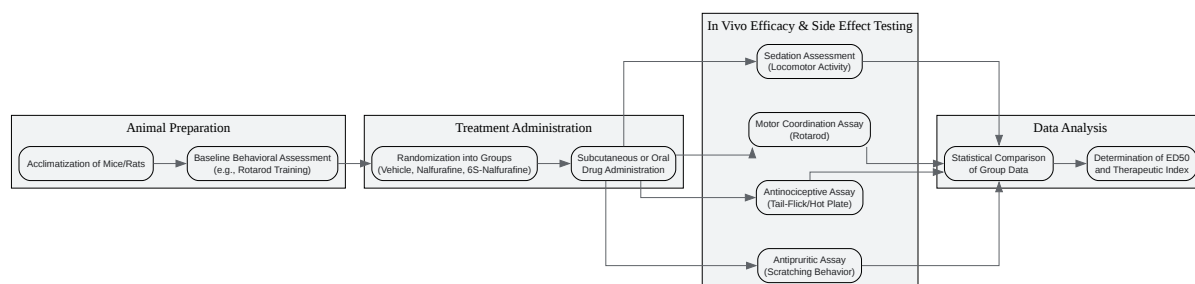 In Vivo Efficacy & Side Effect Testing
Sedation Assessment
(Locomotor Activity)
Animal Preparation
Treatment Administration
Motor Coordination Assay
(Rotarod)
Data Analysis
Acclimatization of Mice/Rats
Baseline Behavioral Assessment
(e.g., Rotarod Training)
Randomization into Groups
(Vehicle, Nalfurafine, 6S-Nalfurafine)
Subcutaneous or Oral
Drug Administration
Statistical Comparison
of Group Data
Determination of ED50
and Therapeutic Index
Antinociceptive Assay
(Tail-Flick/Hot Plate)
Antipruritic Assay
(Scratching Behavior)